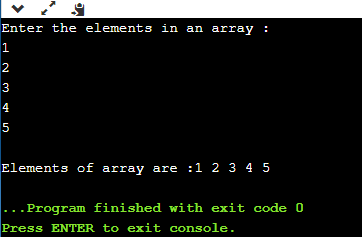 Enter the elements in an array :
1
2
3
4
5
Elements of array are :1 2 3 4 5
...Program finished with exit code 0
Press ENTER to exit console.